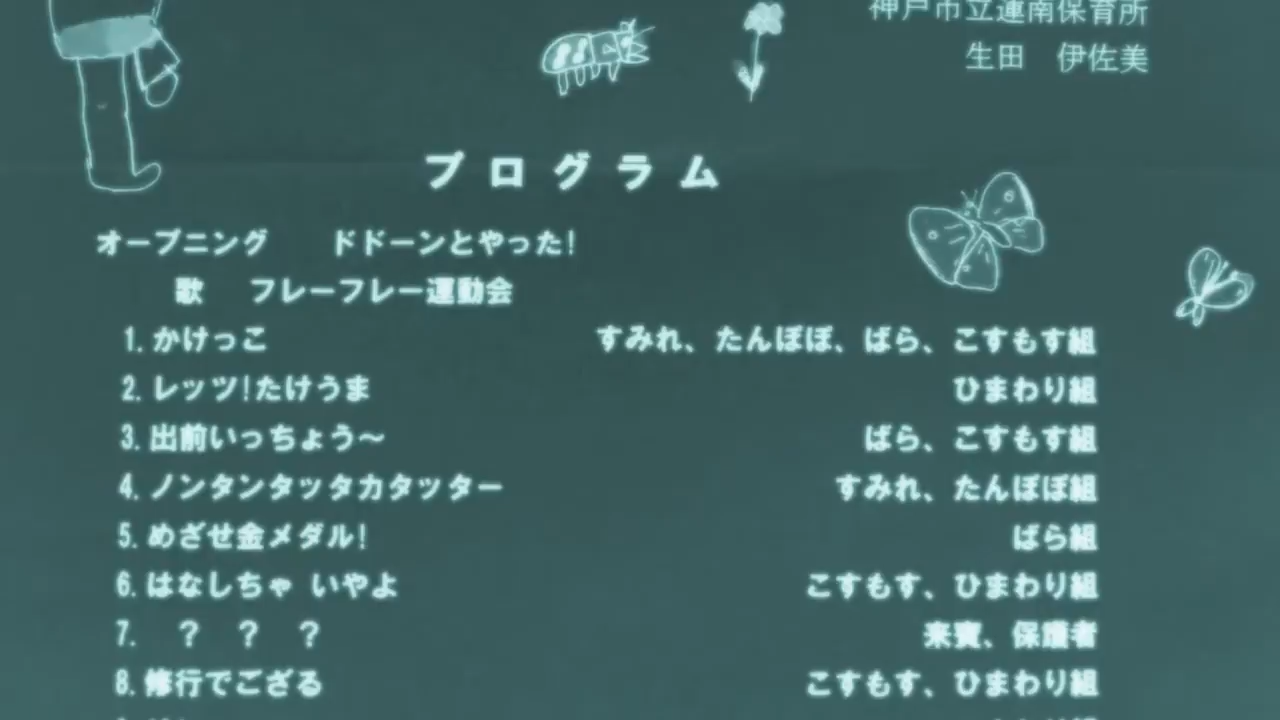 神戸市立蓮南保育所
生田　伊佐美
プログラム
オープニング　　ドドーンとやった!
歌　フレーフレー運動会
1. かけっこ　すみれ、たんぽぽ、ばら、こすもす組
2. レッツ!たけうま　ひまわり組
3. 出前いっちょう〜　ばら、こすもす組
4. ノンタンタッタカタッター　すみれ、たんぽぽ組
5. めざせ金メダル!　ばら組
6. はなしちゃ いやよ　こすもす、ひまわり組
7. ？ ？ ？　来賓、保護者
8. 修行でござる　こすもす、ひまわり組